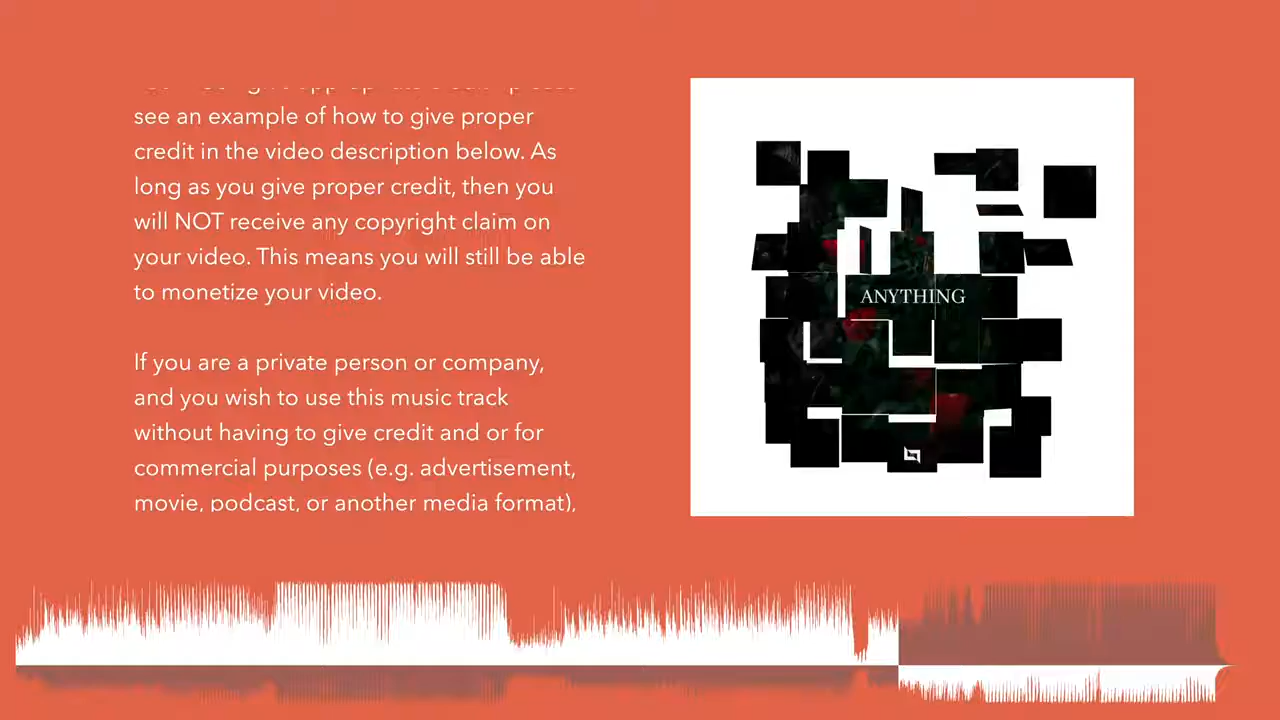 see an example of how to give proper
credit in the video description below. As
long as you give proper credit, then you
will NOT receive any copyright claim on
your video. This means you will still be able
to monetize your video.
If you are a private person or company,
and you wish to use this music track
without having to give credit and or for
commercial purposes (e.g. advertisement,
movie, podcast, or another media format),
ANYTHING